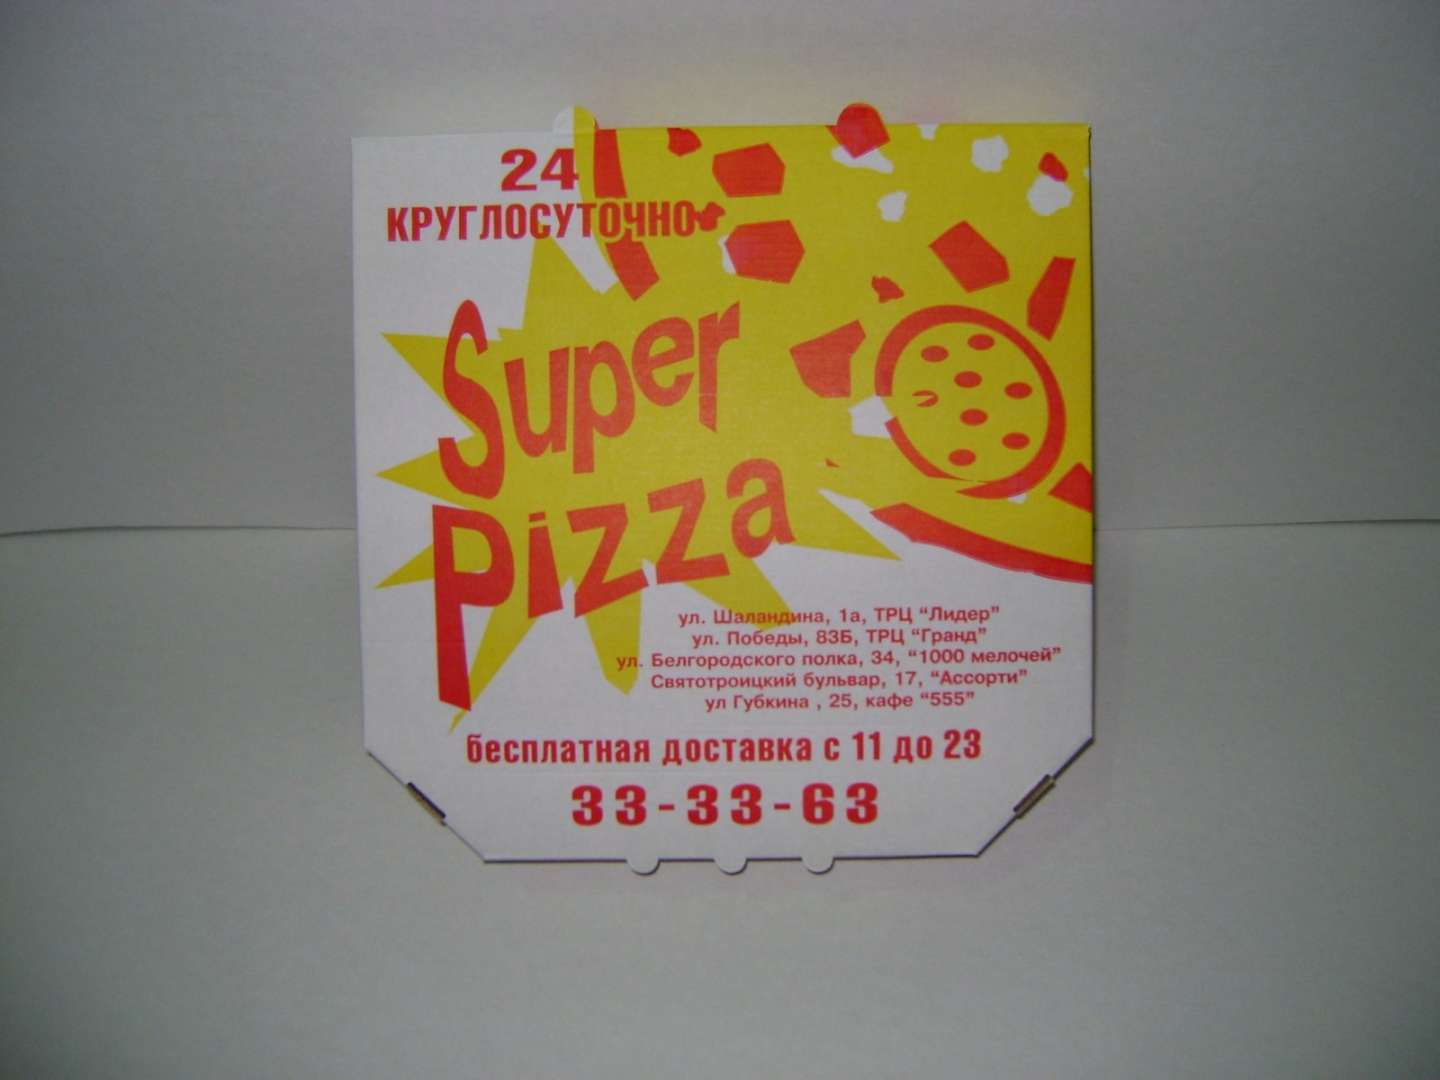 24
КРУГЛОСУТОЧНО
Super
Pizza
ул. Шаландина, 1а, ТРЦ “Лидер”
ул. Победы, 83Б, ТРЦ “Гранд”
ул. Белгородского полка, 34, “1000 мелочей”
Святотроицкий бульвар, 17, “Ассорти”
ул Губкина , 25, кафе “555”
бесплатная доставка с 11 до 23
33-33-63